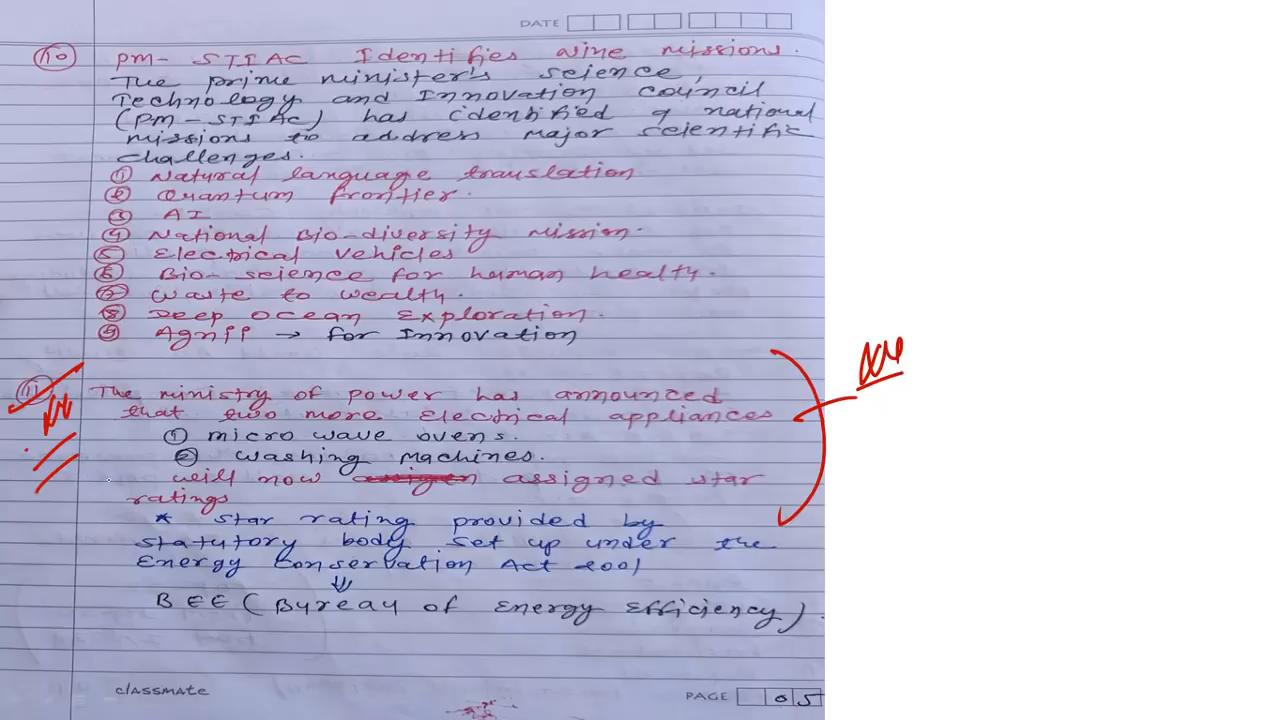 DATE
10 PM-STIAC Identifies nine missions.
The prime minister's science,
Technology and Innovation council
(PM-STIAC) has identified 9 national
missions to address major scientific
challenges.
① Natural language translation
② Quantum frontier.
③ AI
④ National Bio-diversity mission.
⑤ Electrical vehicles
⑥ Bio-science for human healty.
⑦ Waste to wealty.
⑧ Deep ocean Exploration.
⑨ Agnii → for Innovation
11 The ministry of power has announced
that two more electrical appliances
① micro wave ovens.
② washing machines.
will now assigned star
ratings
* star rating provided by
statutory body set up under the
Energy Conservation Act 2001
BEE (Bureay of energy Efficiency).
classmate
PAGE 05